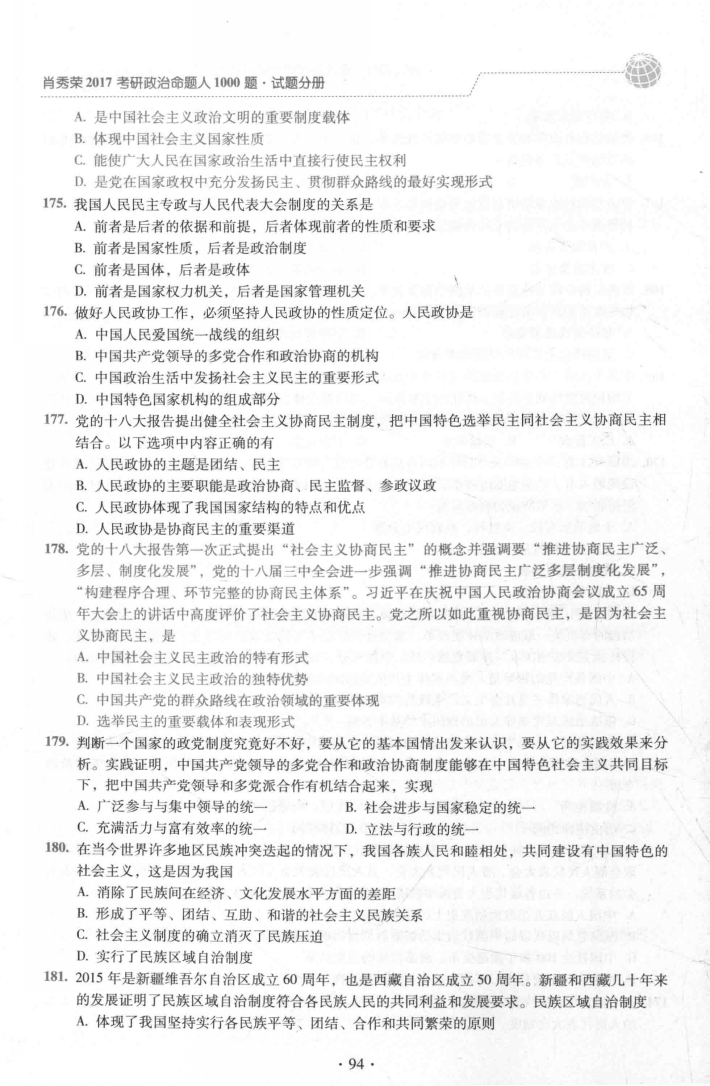 肖秀荣2017考研政治命题人1000题·试题分册
A. 是中国社会主义政治文明的重要制度载体
B. 体现中国社会主义国家性质
C. 能使广大人民在国家政治生活中直接行使民主权利
D. 是党在国家政权中充分发扬民主、贯彻群众路线的最好实现形式
175. 我国人民民主专政与人民代表大会制度的关系是
A. 前者是后者的依据和前提，后者体现前者的性质和要求
B. 前者是国家性质，后者是政治制度
C. 前者是国体，后者是政体
D. 前者是国家权力机关，后者是国家管理机关
176. 做好人民政协工作，必须坚持人民政协的性质定位。人民政协是
A. 中国人民爱国统一战线的组织
B. 中国共产党领导的多党合作和政治协商的机构
C. 中国政治生活中发扬社会主义民主的重要形式
D. 中国特色国家机构的组成部分
177. 党的十八大报告提出健全社会主义协商民主制度，把中国特色选举民主同社会主义协商民主相
结合。以下选项中内容正确的有
A. 人民政协的主题是团结、民主
B. 人民政协的主要职能是政治协商、民主监督、参政议政
C. 人民政协体现了我国国家结构的特点和优点
D. 人民政协是协商民主的重要渠道
178. 党的十八大报告第一次正式提出“社会主义协商民主”的概念并强调要“推进协商民主广泛、
多层、制度化发展”，党的十八届三中全会进一步强调“推进协商民主广泛多层制度化发展”，
“构建程序合理、环节完整的协商民主体系”。习近平在庆祝中国人民政治协商会议成立65周
年大会上的讲话中高度评价了社会主义协商民主。党之所以如此重视协商民主，是因为社会主
义协商民主，是
A. 中国社会主义民主政治的特有形式
B. 中国社会主义民主政治的独特优势
C. 中国共产党的群众路线在政治领域的重要体现
D. 选举民主的重要载体和表现形式
179. 判断一个国家的政党制度究竟好不好，要从它的基本国情出发来认识，要从它的实践效果来分
析。实践证明，中国共产党领导的多党合作和政治协商制度能够在中国特色社会主义共同目标
下，把中国共产党领导和多党派合作有机结合起来，实现
A. 广泛参与与集中领导的统一 B. 社会进步与国家稳定的统一
C. 充满活力与富有效率的统一 D. 立法与行政的统一
180. 在当今世界许多地区民族冲突迭起的情况下，我国各族人民和睦相处，共同建设有中国特色的
社会主义，这是因为我国
A. 消除了民族间在经济、文化发展水平方面的差距
B. 形成了平等、团结、互助、和谐的社会主义民族关系
C. 社会主义制度的确立消灭了民族压迫
D. 实行了民族区域自治制度
181. 2015年是新疆维吾尔自治区成立60周年，也是西藏自治区成立50周年。新疆和西藏几十年来
的发展证明了民族区域自治制度符合各民族人民的共同利益和发展要求。民族区域自治制度
A. 体现了我国坚持实行各民族平等、团结、合作和共同繁荣的原则
·94·